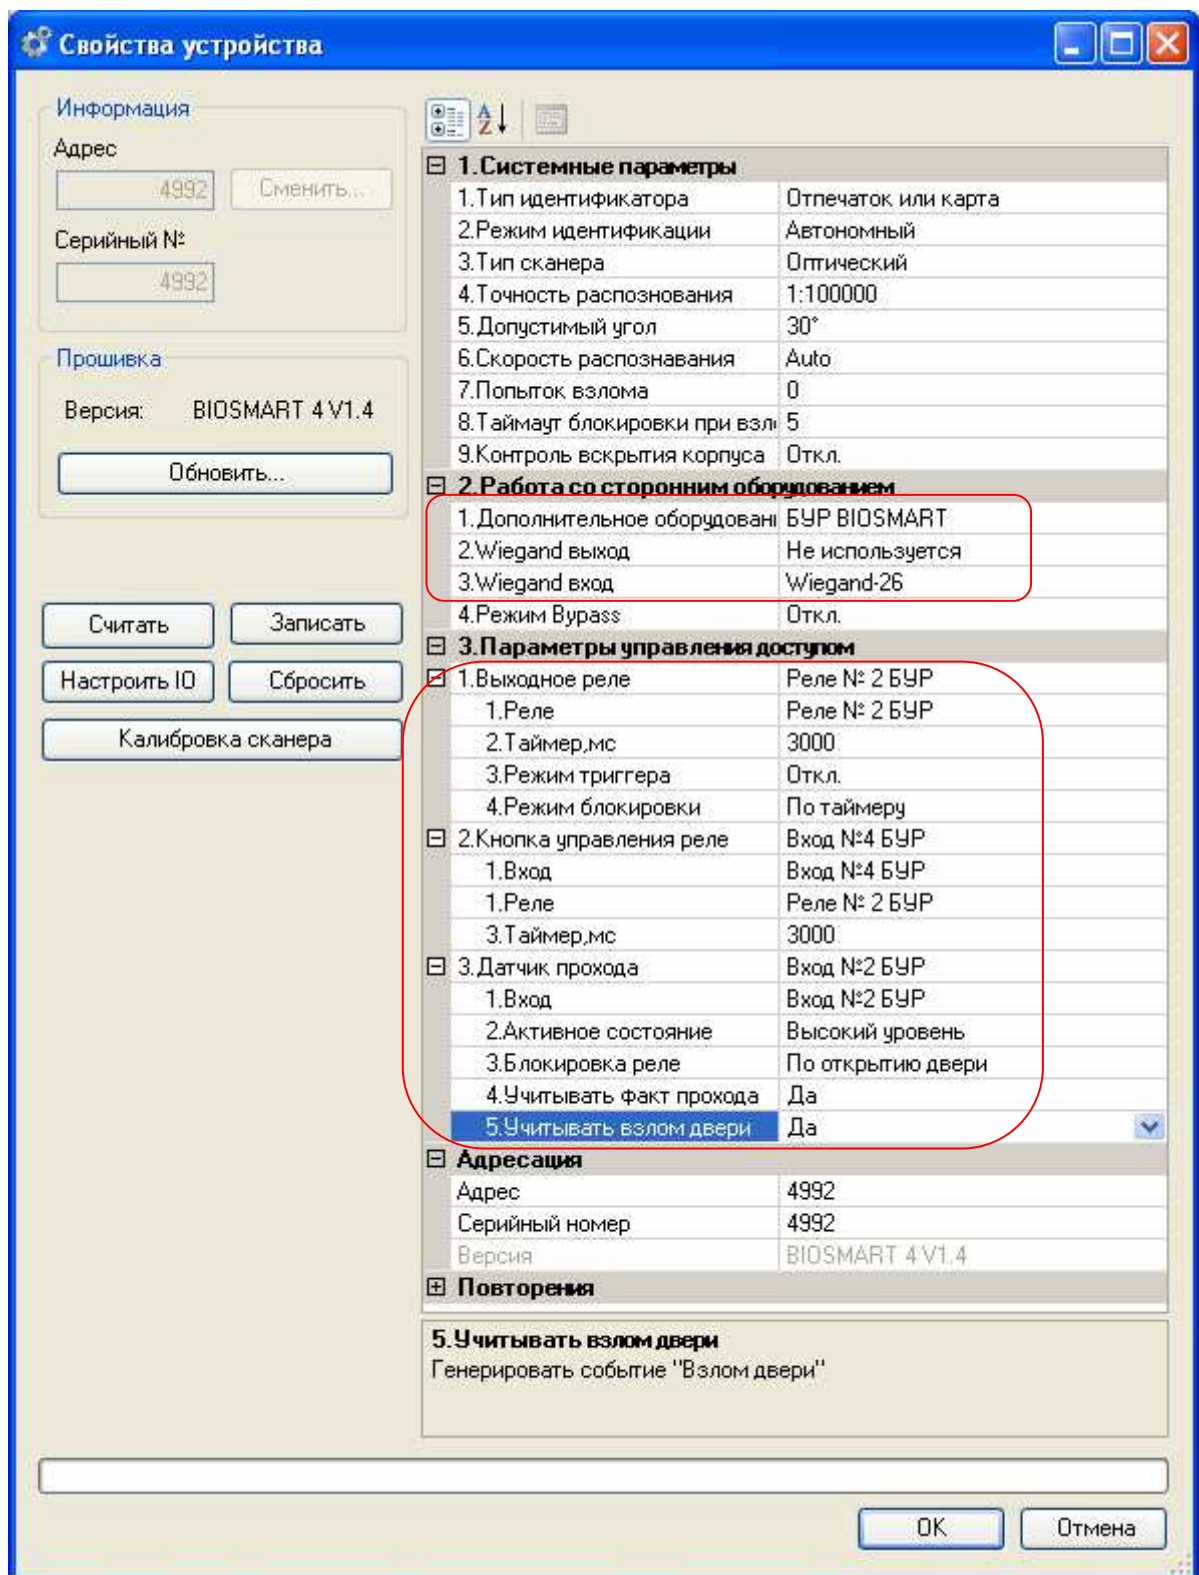 Свойства устройства
Информация
Адрес
4992 Сменить...
Серийный №
4992
Прошивка
Версия: BIOSMART 4 V1.4
Обновить...
Считать Записать
Настроить IO Сбросить
Калибровка сканера
1.Системные параметры
1.Тип идентификатора Отпечаток или карта
2.Режим идентификации Автономный
3.Тип сканера Оптический
4.Точность распознования 1:100000
5.Допустимый угол 30°
6.Скорость распознавания Auto
7.Попыток взлома 0
8.Таймаут блокировки при взл 5
9.Контроль вскрытия корпуса Откл.
2.Работа со сторонним оборудованием
1.Дополнительное оборудован БУР BIOSMART
2.Wiegand выход Не используется
3.Wiegand вход Wiegand-26
4.Режим Bypass Откл.
3.Параметры управления доступом
1.Выходное реле Реле № 2 БУР
1.Реле Реле № 2 БУР
2.Таймер,мс 3000
3.Режим триггера Откл.
4.Режим блокировки По таймеру
2.Кнопка управления реле Вход №4 БУР
1.Вход Вход №4 БУР
1.Реле Реле № 2 БУР
3.Таймер,мс 3000
3.Датчик прохода Вход №2 БУР
1.Вход Вход №2 БУР
2.Активное состояние Высокий уровень
3.Блокировка реле По открытию двери
4.Учитывать факт прохода Да
5.Учитывать взлом двери Да
Адресация
Адрес 4992
Серийный номер 4992
Версия BIOSMART 4 V1.4
Повторения
5.Учитывать взлом двери
Генерировать событие "Взлом двери"
OK Отмена